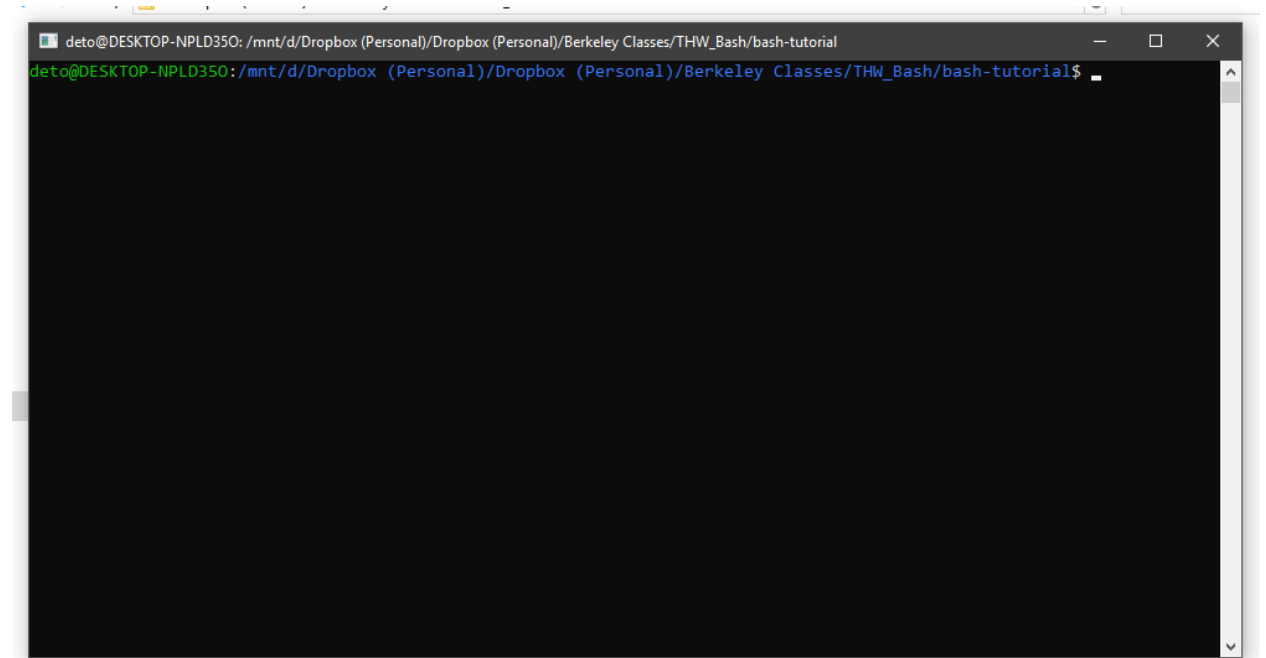 deto@DESKTOP-NPLD35O: /mnt/d/Dropbox (Personal)/Dropbox (Personal)/Berkeley Classes/THW_Bash/bash-tutorial
deto@DESKTOP-NPLD35O:/mnt/d/Dropbox (Personal)/Dropbox (Personal)/Berkeley Classes/THW_Bash/bash-tutorial$